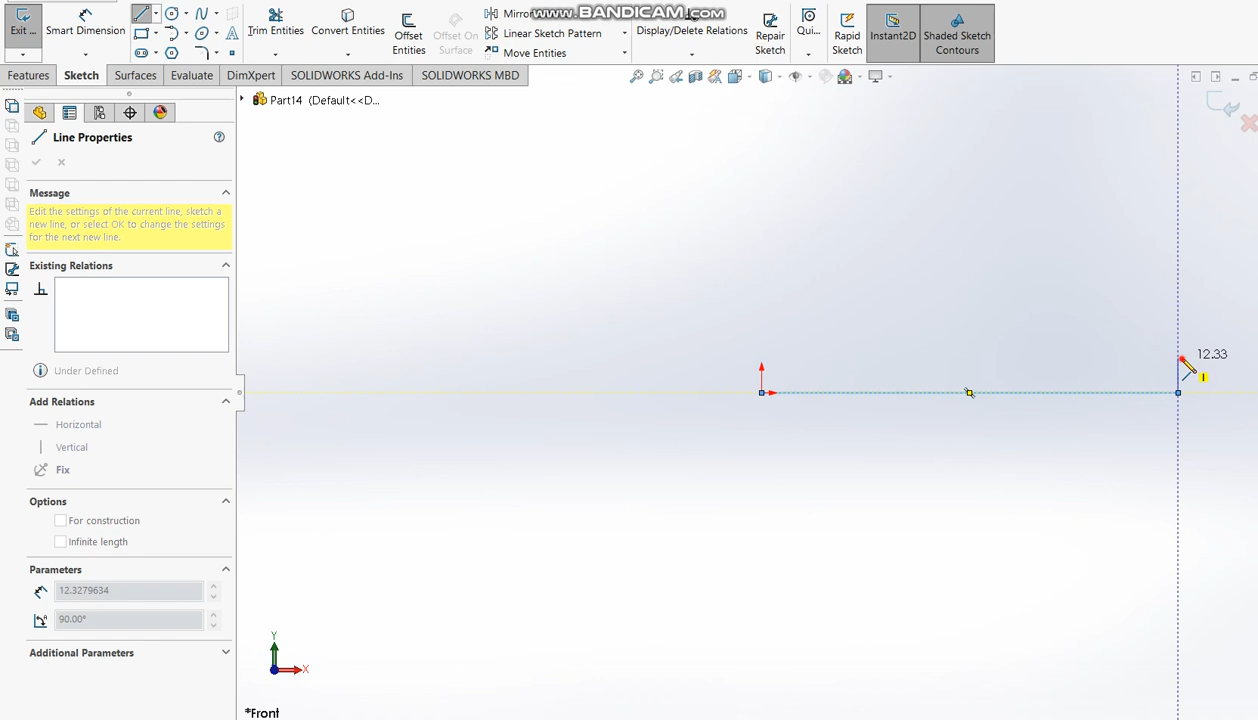 www.BANDICAM.com
Exit ...
Smart Dimension
Trim Entities
Convert Entities
Offset Entities
Offset On Surface
Mirror
Linear Sketch Pattern
Move Entities
Display/Delete Relations
Repair Sketch
Qui...
Rapid Sketch
Instant2D
Shaded Sketch Contours
Features
Sketch
Surfaces
Evaluate
DimXpert
SOLIDWORKS Add-Ins
SOLIDWORKS MBD
Part14 (Default<<D...
Line Properties
Message
Edit the settings of the current line, sketch a
new line, or select OK to change the settings
for the next new line.
Existing Relations
Under Defined
Add Relations
Horizontal
Vertical
Fix
Options
For construction
Infinite length
Parameters
12.3279634
90.00°
Additional Parameters
12.33
Y
X
*Front